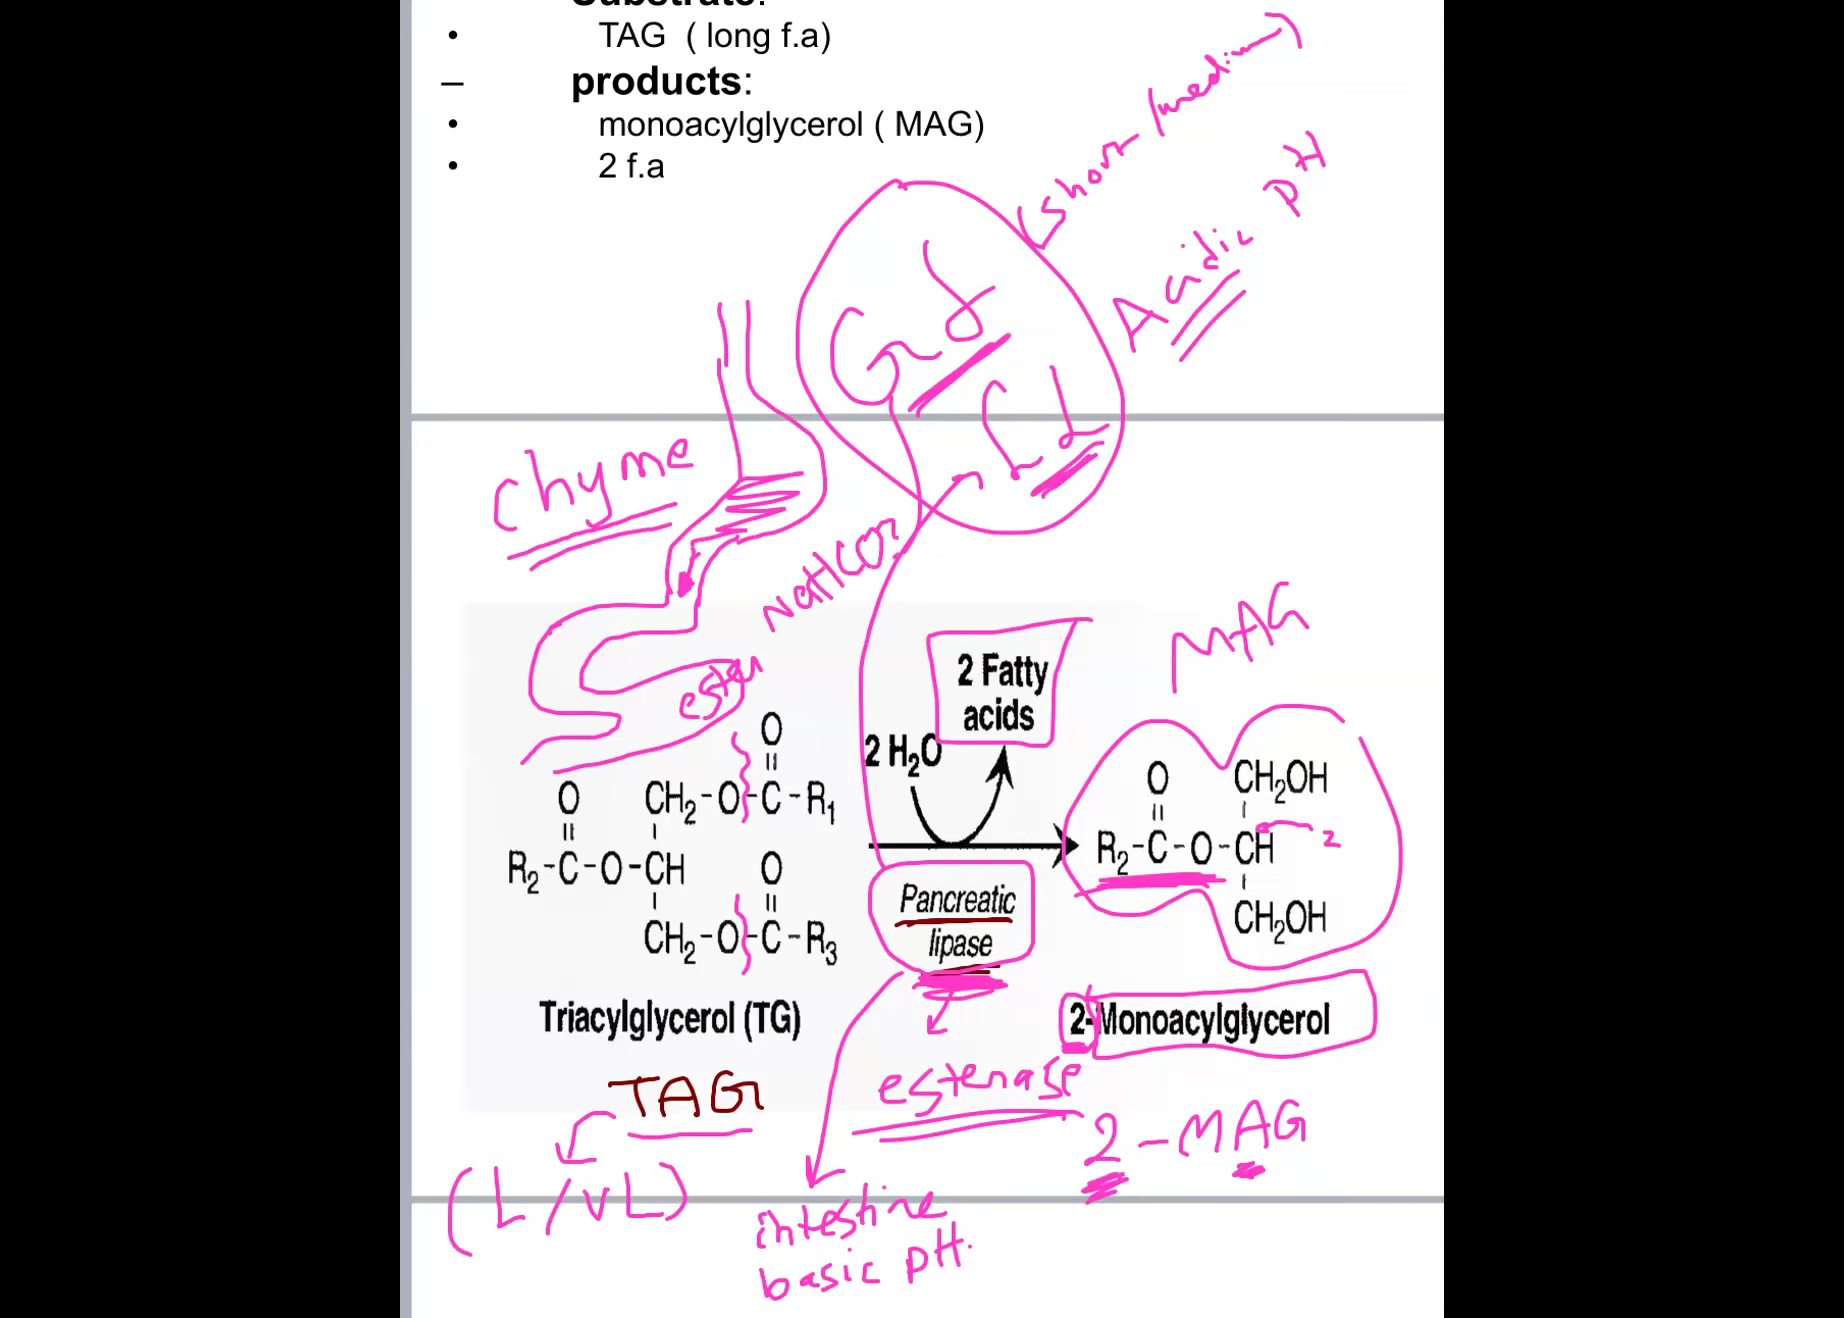 Substrate:
• TAG ( long f.a)
– products:
• monoacylglycerol ( MAG)
• 2 f.a
(short/medium)
Acidic pH
GL
LL
chyme
NaHCO3
ester
MAG
2 Fatty
acids
2 H2O
O
CH2-O-C-R1
O
R2-C-O-CH
O
CH2-O-C-R3
Pancreatic
lipase
O CH2OH
R2-C-O-CH 2
CH2OH
Triacylglycerol (TG)
2-Monoacylglycerol
TAG
esterase
2-MAG
(L/VL)
intestine
basic pH.